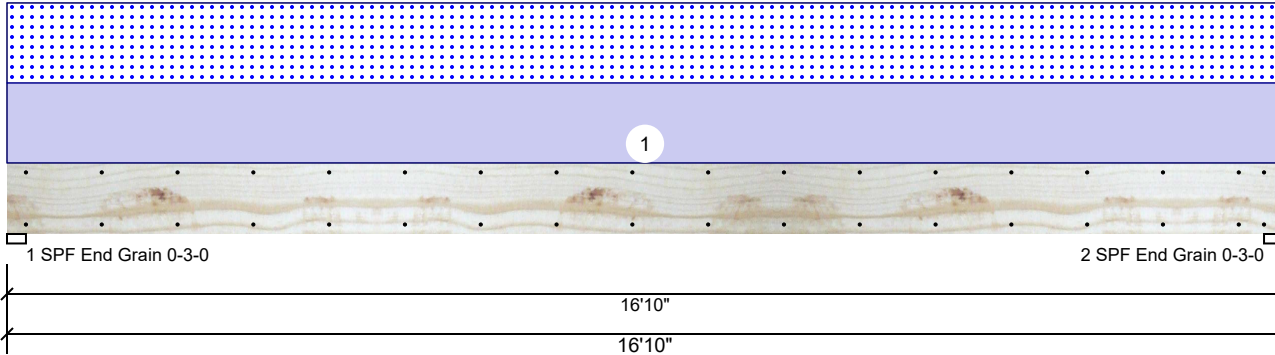 1
1 SPF End Grain 0-3-0
2 SPF End Grain 0-3-0
16'10"
16'10"